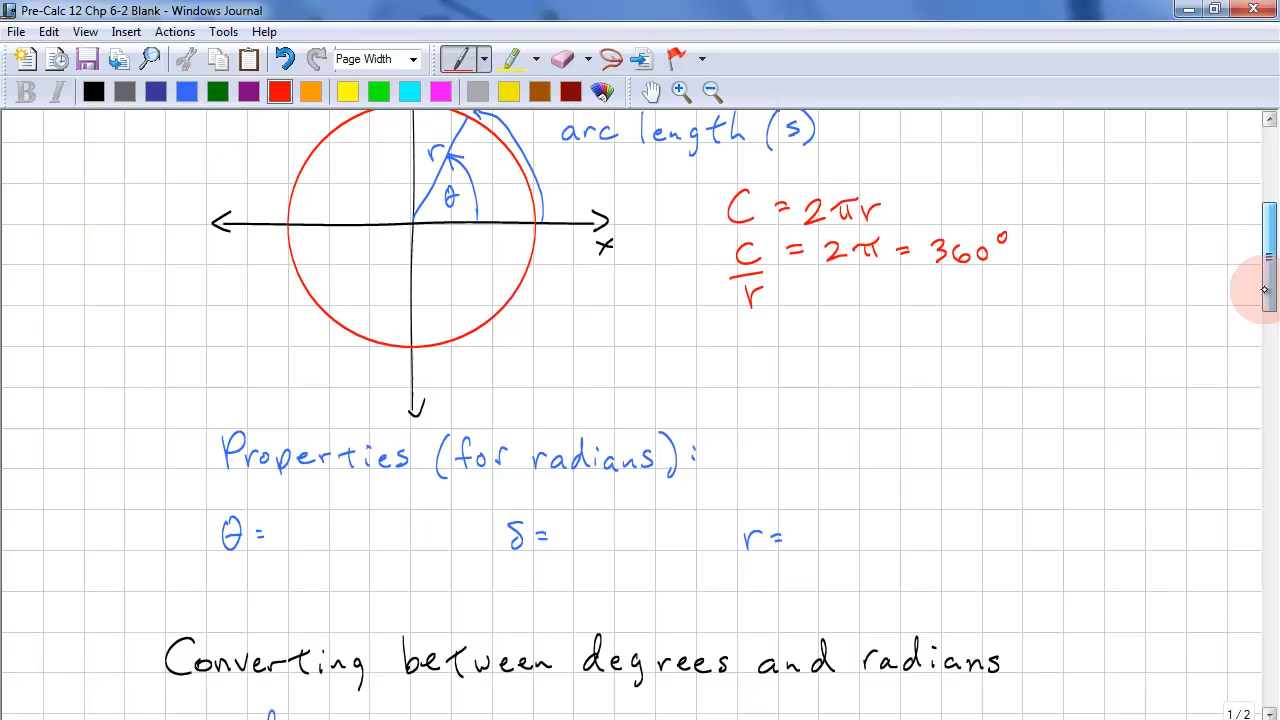 Pre-Calc 12 Chp 6-2 Blank - Windows Journal
File Edit View Insert Actions Tools Help
Page Width
B I
arc length (s)
r
θ
x
C = 2πr
C/r = 2π = 360°
Properties (for radians):
θ = δ = r =
Converting between degrees and radians
1/2